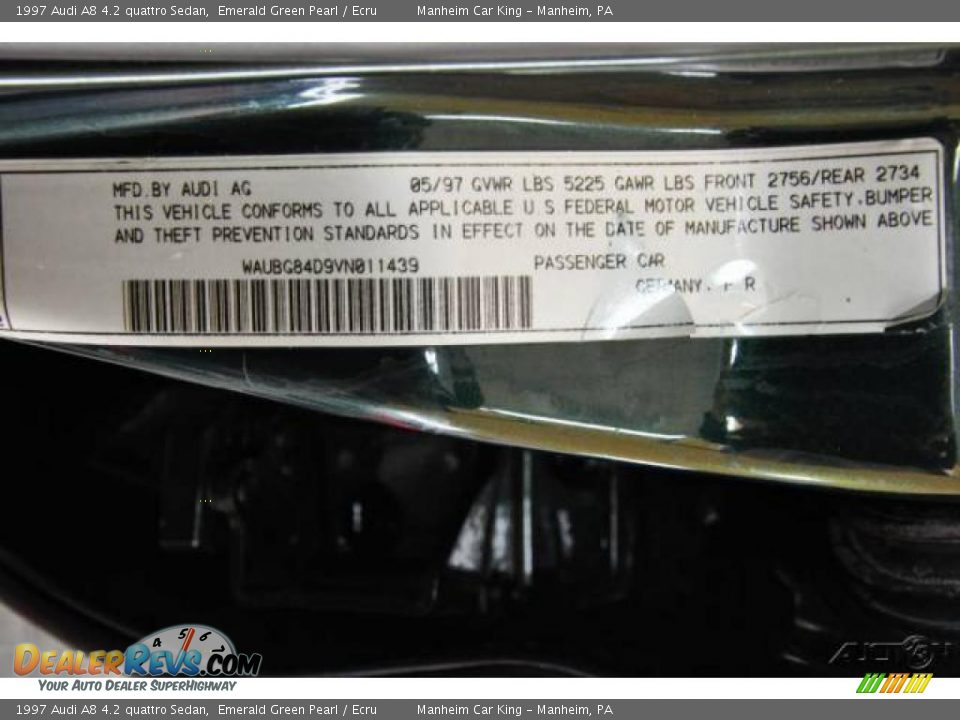 1997 Audi A8 4.2 quattro Sedan, Emerald Green Pearl / Ecru Manheim Car King - Manheim, PA
MFD.BY AUDI AG 05/97 GVWR LBS 5225 GAWR LBS FRONT 2756/REAR 2734
THIS VEHICLE CONFORMS TO ALL APPLICABLE U S FEDERAL MOTOR VEHICLE SAFETY.BUMPER
AND THEFT PREVENTION STANDARDS IN EFFECT ON THE DATE OF MANUFACTURE SHOWN ABOVE
WAUBG84D9VN011439 PASSENGER CAR
GERMANY. F R
4 5 6
DEALERREVS.COM
YOUR AUTO DEALER SUPERHIGHWAY
1997 Audi A8 4.2 quattro Sedan, Emerald Green Pearl / Ecru Manheim Car King - Manheim, PA